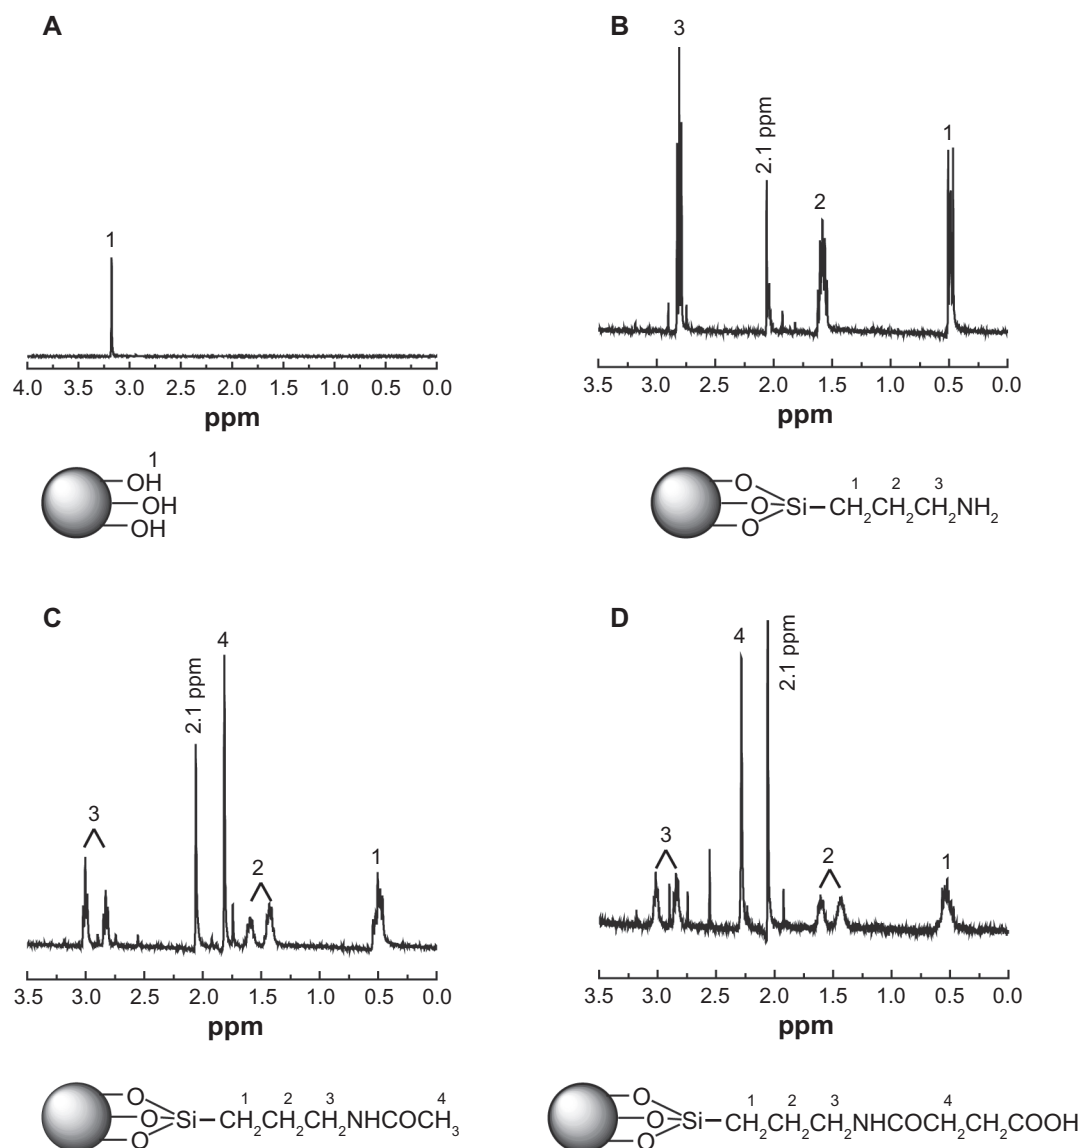 A
1
4.0 3.5 3.0 2.5 2.0 1.5 1.0 0.5 0.0
ppm
1
OH
OH
OH
B
3
2.1 ppm
2
1
3.5 3.0 2.5 2.0 1.5 1.0 0.5 0.0
ppm
1 2 3
O
O Si CH2CH2CH2NH2
O
C
4
2.1 ppm
3
2
1
3.5 3.0 2.5 2.0 1.5 1.0 0.5 0.0
ppm
1 2 3 4
O
O Si CH2CH2CH2NHCOCH3
O
D
4
2.1 ppm
3
2
1
3.5 3.0 2.5 2.0 1.5 1.0 0.5 0.0
ppm
1 2 3 4
O
O Si CH2CH2CH2NHCOCH2CH2COOH
O